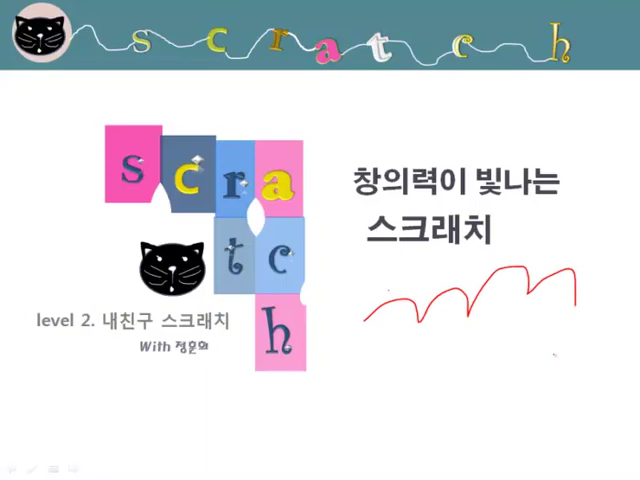 scratch
scra
tc
h
창의력이 빛나는
스크래치
level 2. 내친구 스크래치
With 정문희